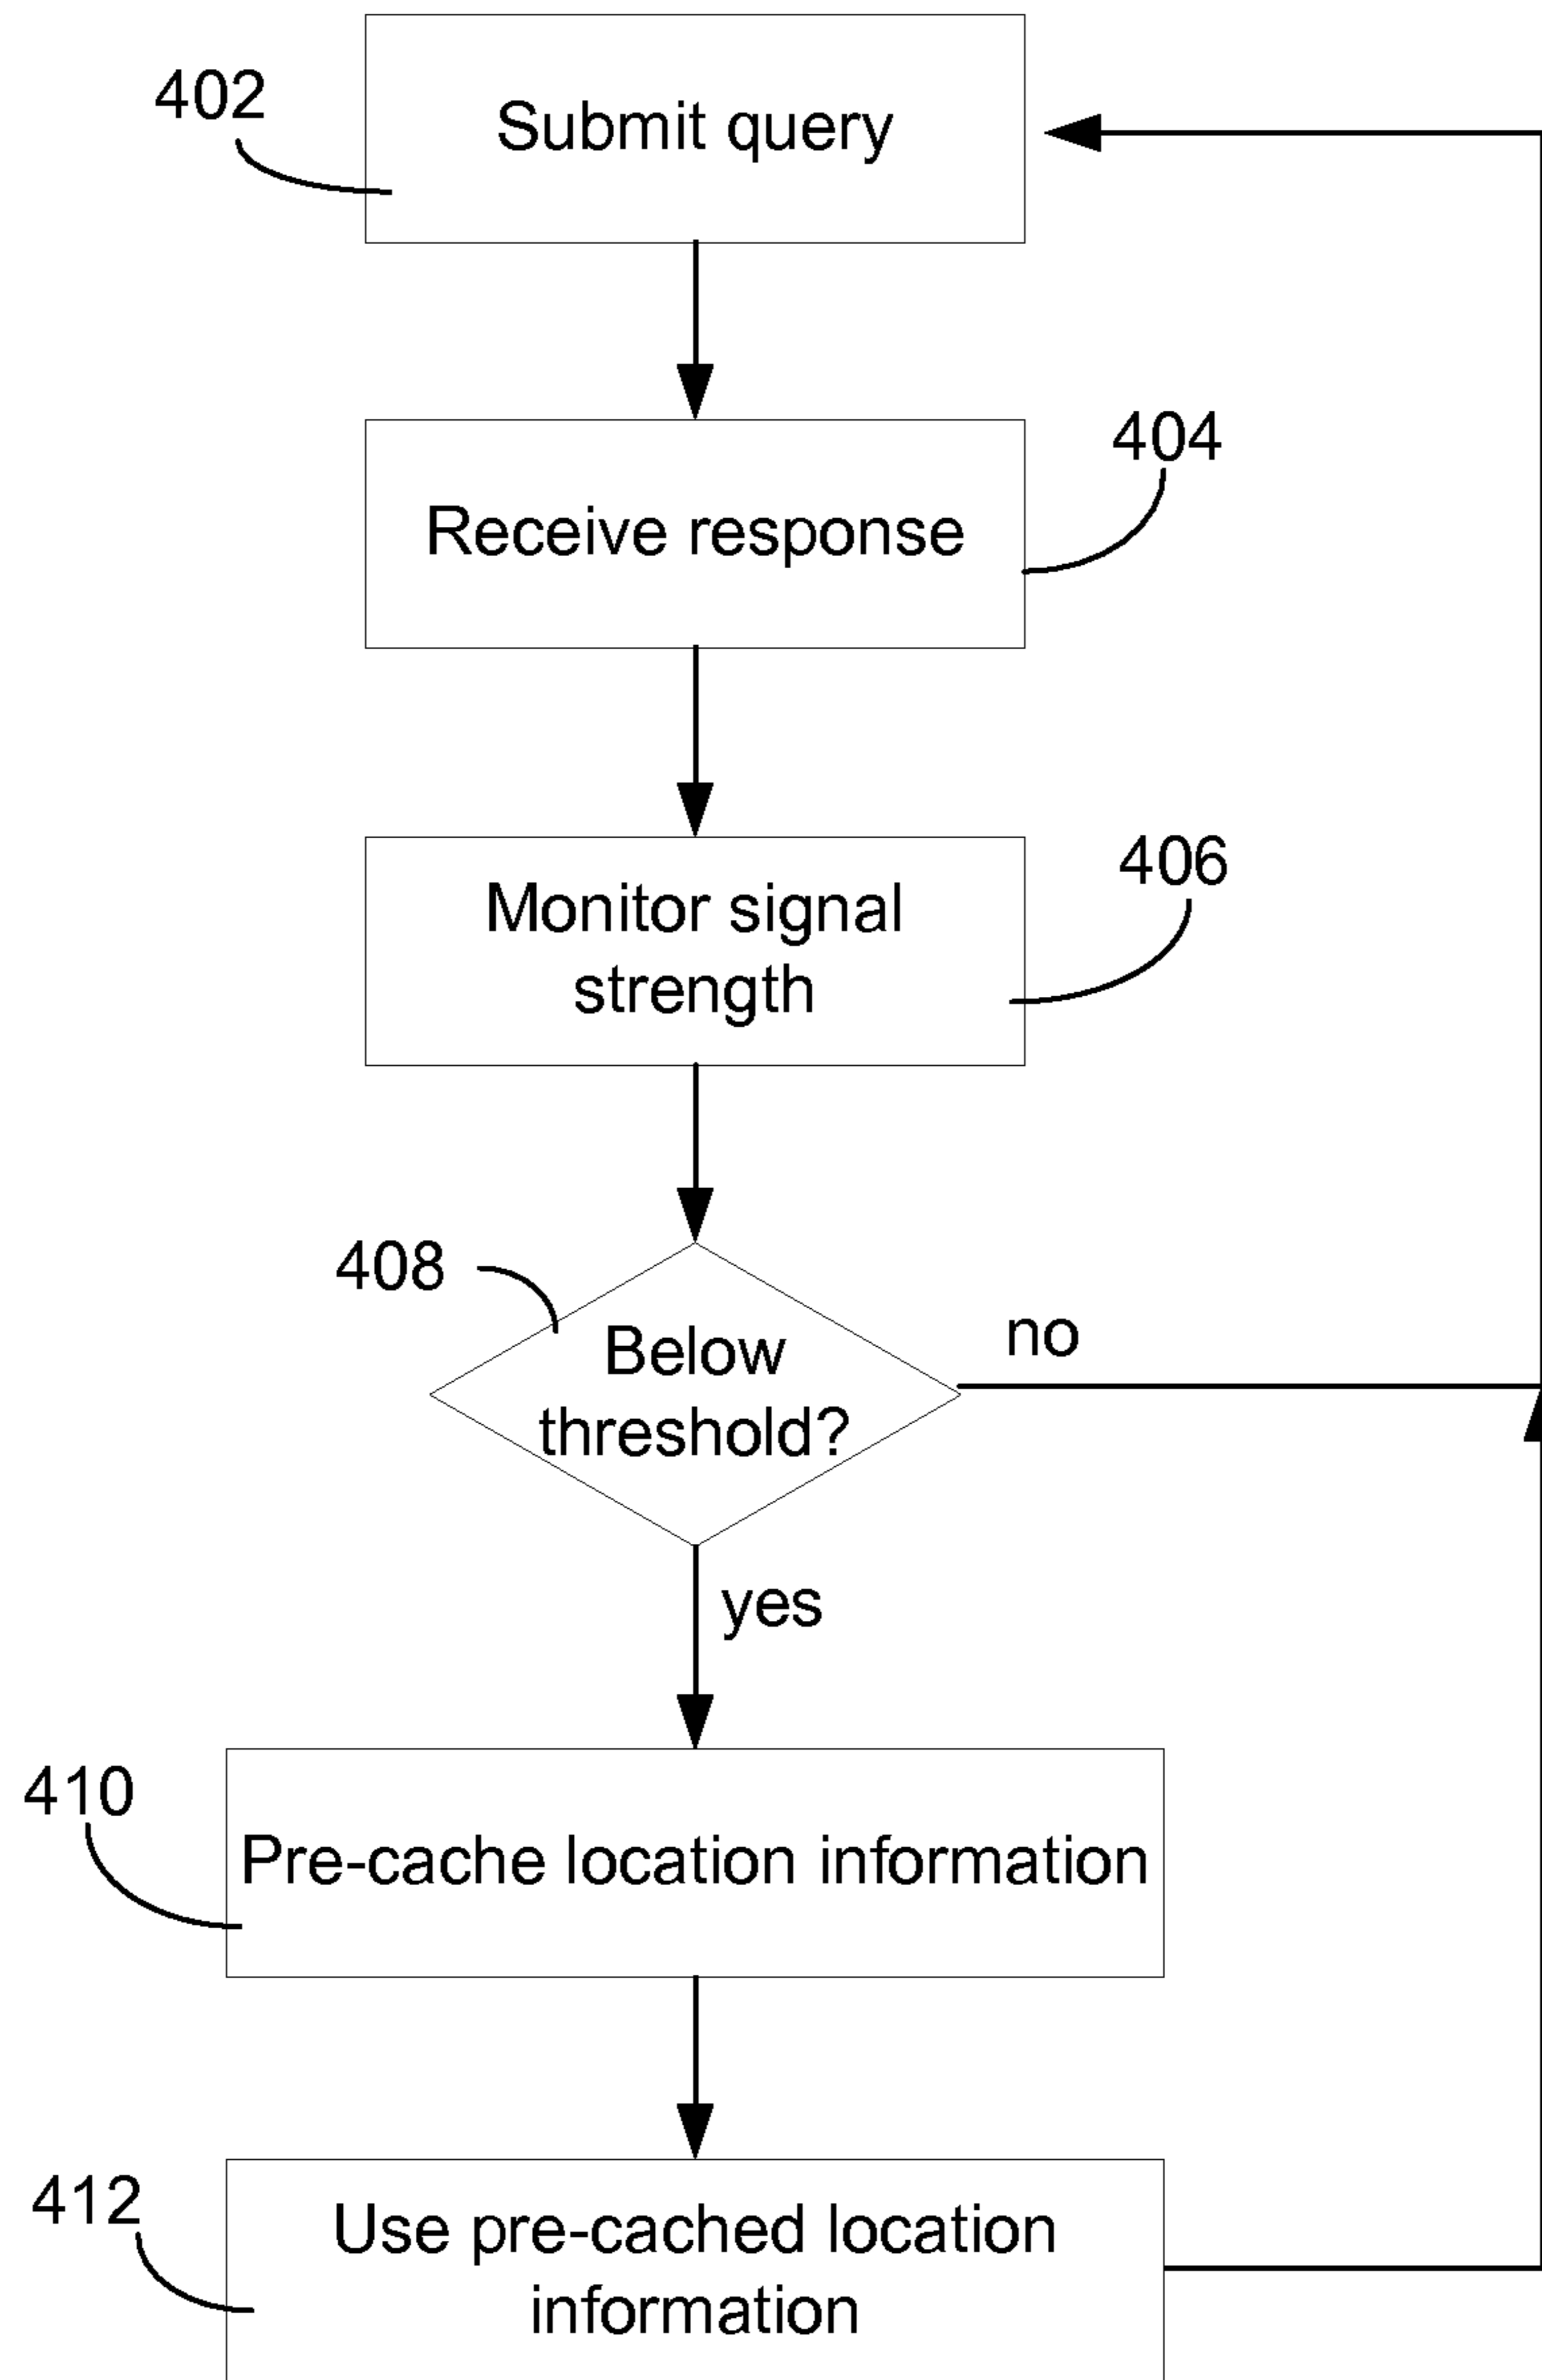 402
Submit query
404
Receive response
406
Monitor signal
strength
408
Below
threshold?
no
yes
410
Pre-cache location information
412
Use pre-cached location
information